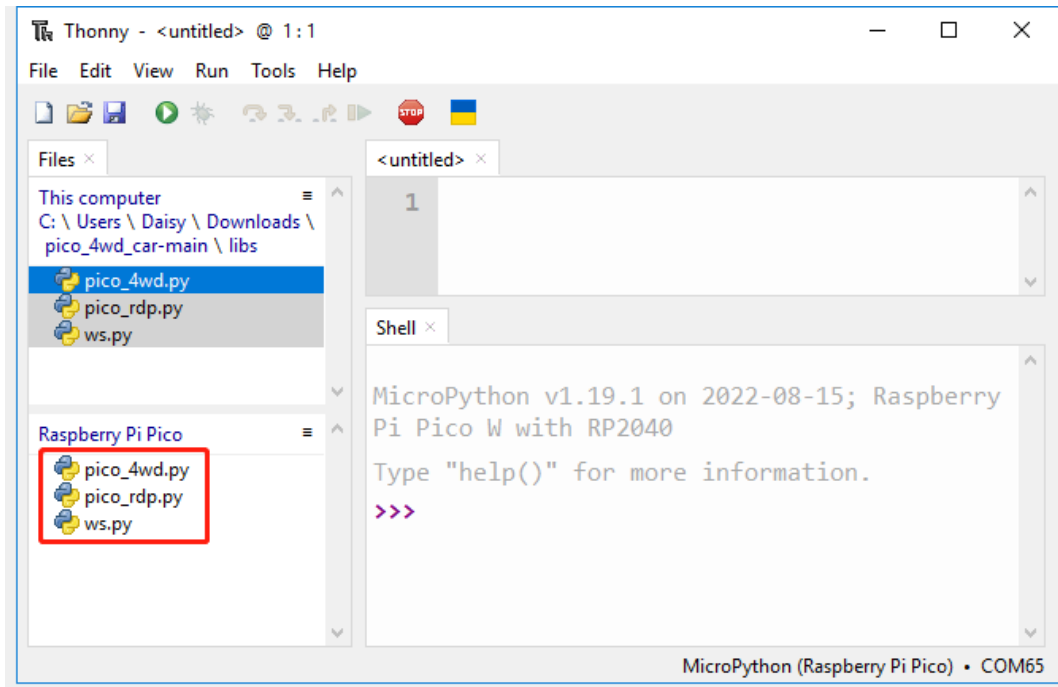 Thonny - <untitled> @ 1:1
File Edit View Run Tools Help
STOP
Files
<untitled>
This computer
C: \ Users \ Daisy \ Downloads \
pico_4wd_car-main \ libs
pico_4wd.py
pico_rdp.py
ws.py
1
Shell
MicroPython v1.19.1 on 2022-08-15; Raspberry
Pi Pico W with RP2040
Type "help()" for more information.
>>>
Raspberry Pi Pico
pico_4wd.py
pico_rdp.py
ws.py
MicroPython (Raspberry Pi Pico) • COM65